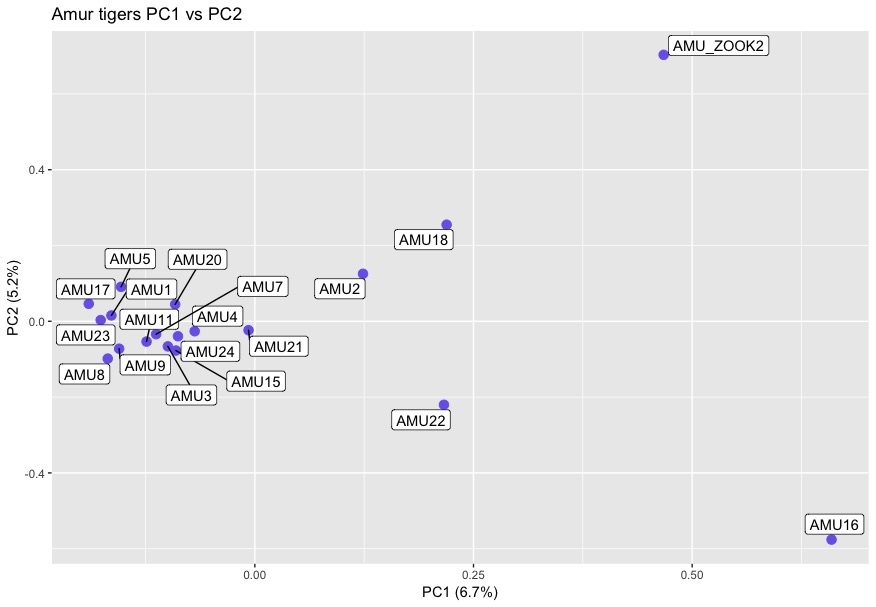 Amur tigers PC1 vs PC2
AMU_ZOOK2
0.4
AMU18
AMU5
AMU20
AMU2
AMU17
AMU1
AMU7
AMU11
AMU4
0.0
AMU23
AMU21
AMU24
AMU9
AMU8
AMU15
AMU3
AMU22
-0.4
AMU16
0.00
0.25
0.50
PC1 (6.7%)
PC2 (5.2%)